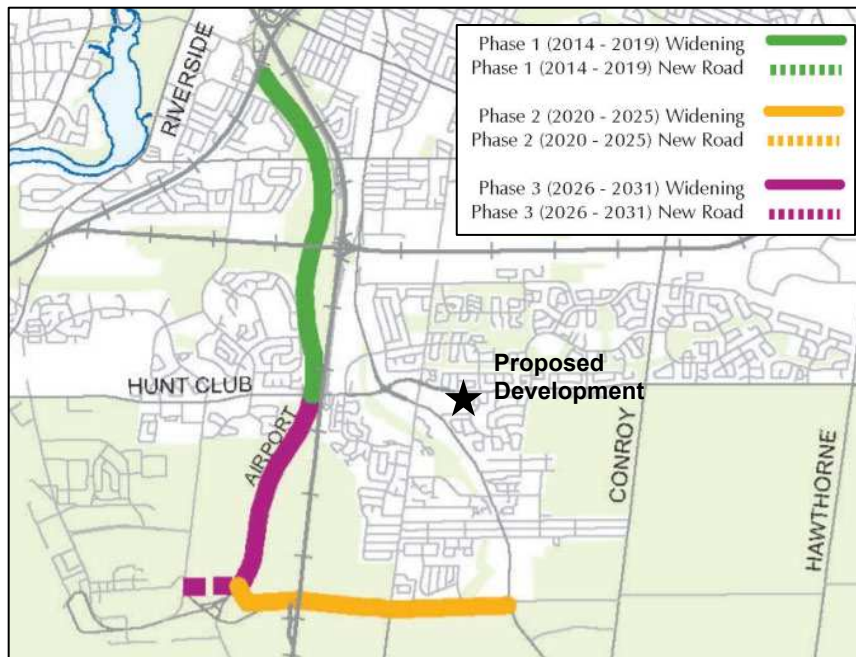 Phase 1 (2014 - 2019) Widening
Phase 1 (2014 - 2019) New Road
Phase 2 (2020 - 2025) Widening
Phase 2 (2020 - 2025) New Road
Phase 3 (2026 - 2031) Widening
Phase 3 (2026 - 2031) New Road
RIVERSIDE
Proposed
Development
HUNT CLUB
AIRPORT
CONROY
HAWTHORNE